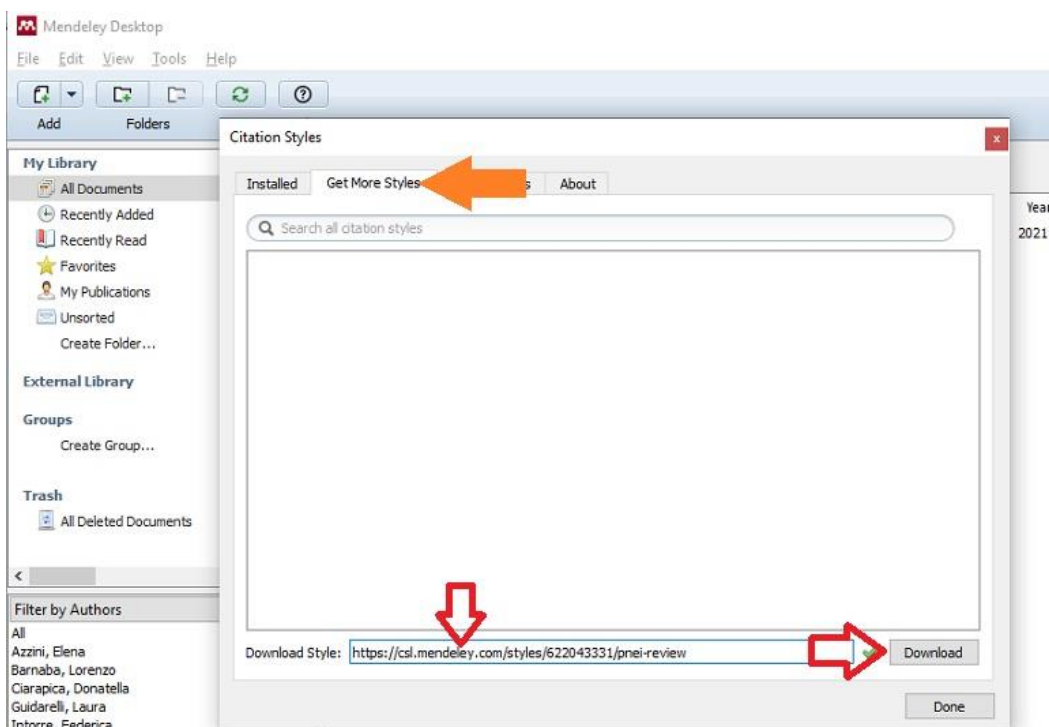 Mendeley Desktop
File Edit View Tools Help
Add Folders
Citation Styles
x
My Library
All Documents
Recently Added
Recently Read
Favorites
My Publications
Unsorted
Create Folder...
External Library
Groups
Create Group...
Trash
All Deleted Documents
Filter by Authors
All
Azzini, Elena
Barnaba, Lorenzo
Ciarapica, Donatella
Guidarelli, Laura
Intorre, Federica
Installed Get More Styles s About
Search all citation styles
Download Style: https://csl.mendeley.com/styles/622043331/pnei-review Download
Done
Year
2021